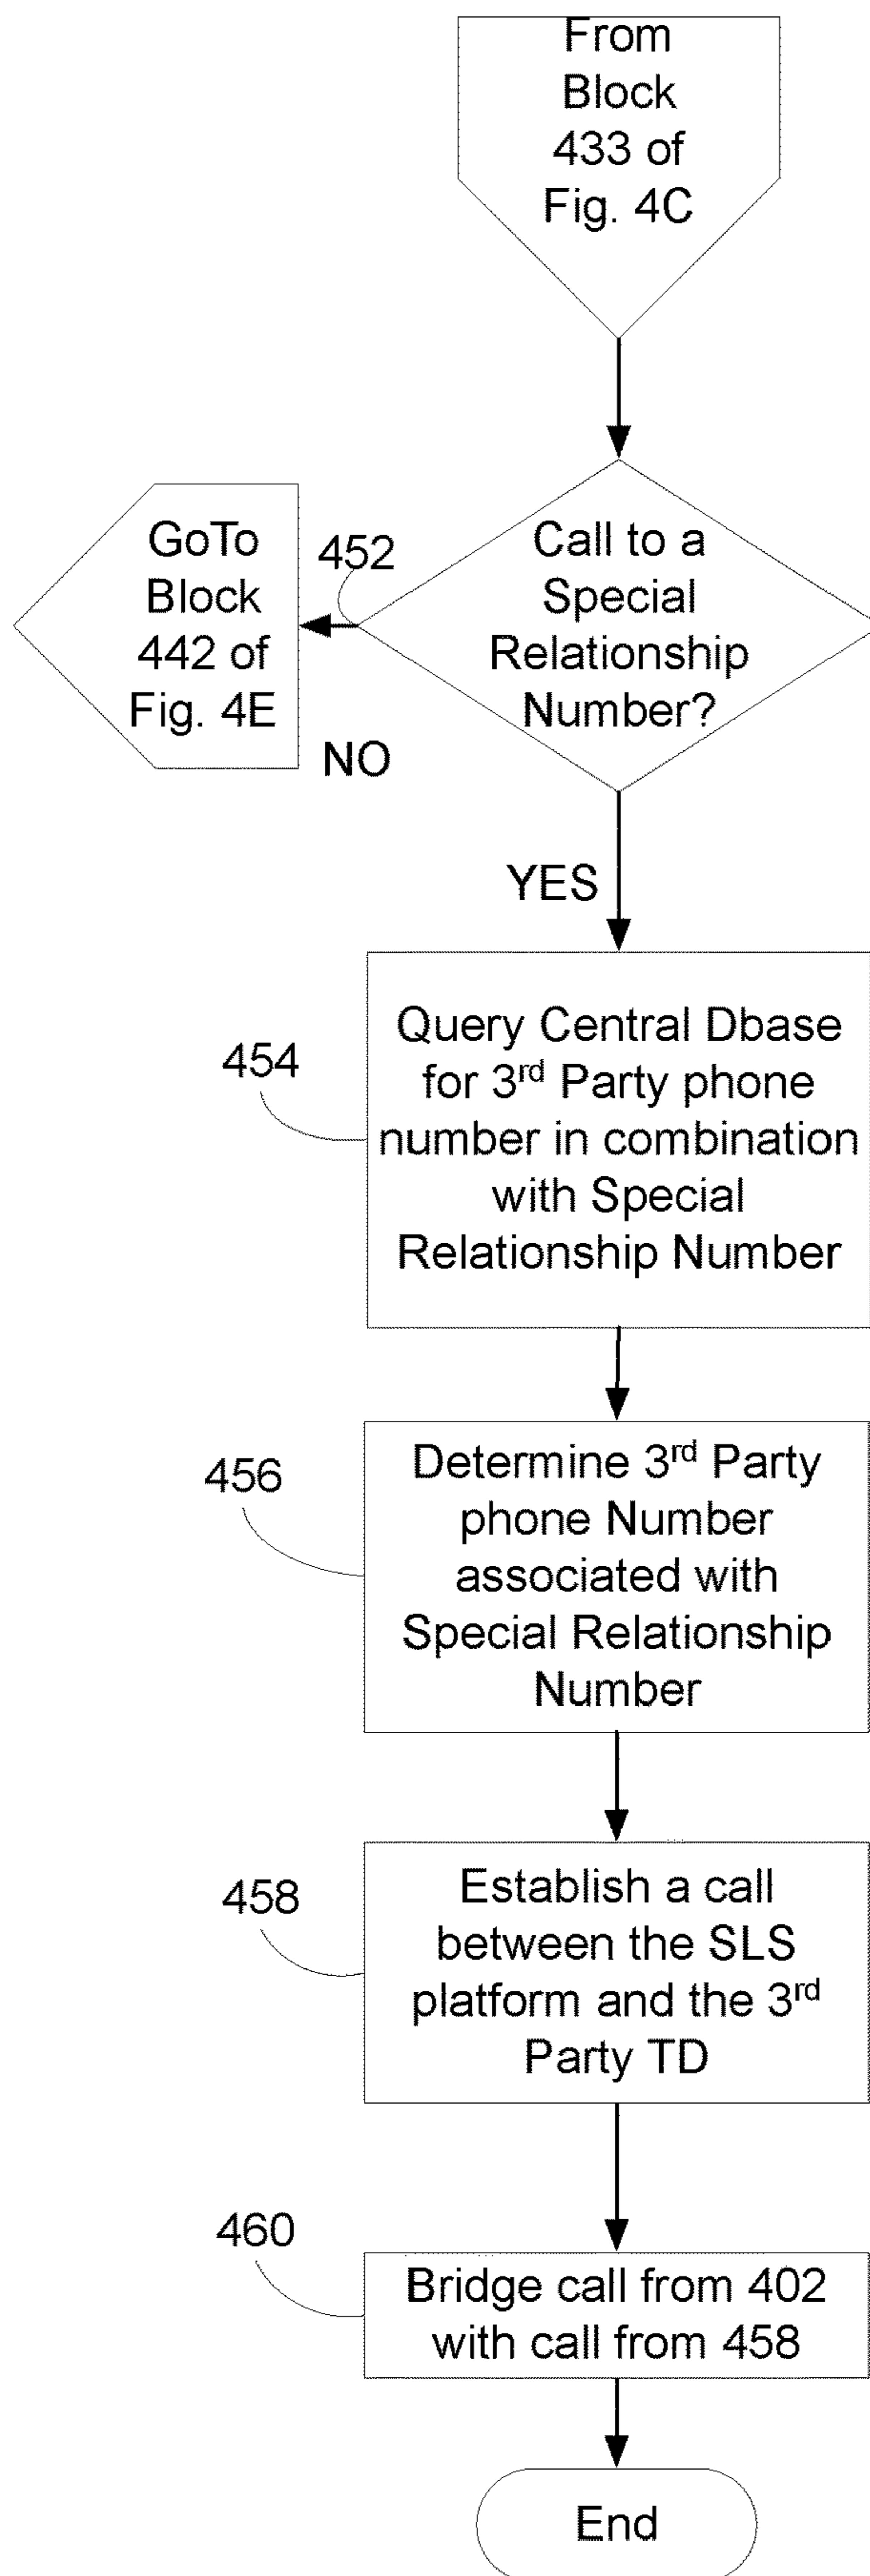 From
Block
433 of
Fig. 4C
Call to a
Special
Relationship
Number?
452
GoTo
Block
442 of
Fig. 4E
NO
YES
454
Query Central Dbase
for 3rd Party phone
number in combination
with Special
Relationship Number
456
Determine 3rd Party
phone Number
associated with
Special Relationship
Number
458
Establish a call
between the SLS
platform and the 3rd
Party TD
460
Bridge call from 402
with call from 458
End